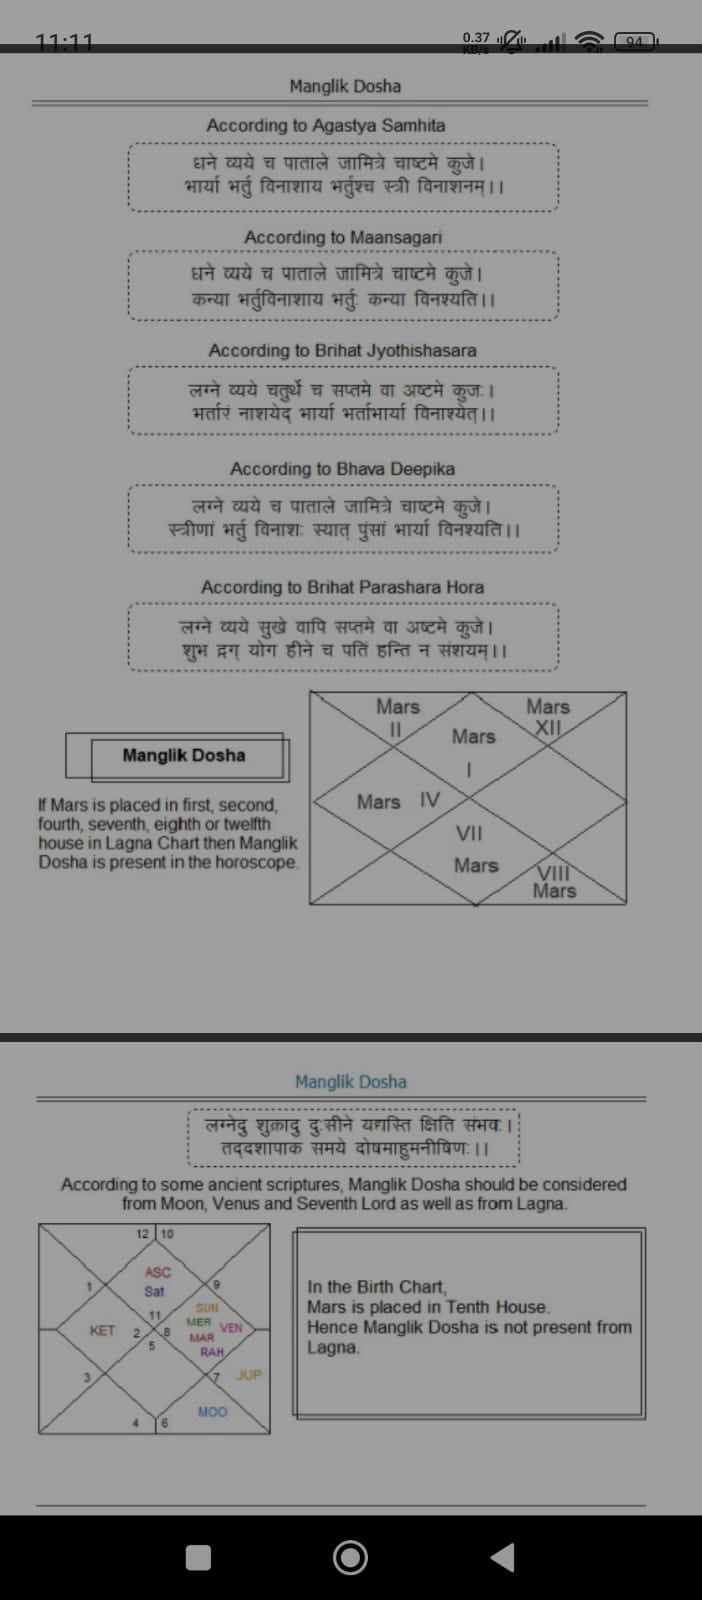 11:11
0.37
KB/s
94
Manglik Dosha
According to Agastya Samhita
धने व्यये च पाताले जामित्रे चाष्टमे कुजे।
भार्या भर्तु विनाशाय भर्तुश्च स्त्री विनाशनम्।।
According to Maansagari
धने व्यये च पाताले जामित्रे चाष्टमे कुजे।
कन्या भर्तुविनाशाय भर्तुः कन्या विनश्यति।।
According to Brihat Jyothishasara
लग्ने व्यये चतुर्थे च सप्तमे वा अष्टमे कुजः।
भर्तारं नाशयेद् भार्या भर्ताभार्या विनाश्येत्।।
According to Bhava Deepika
लग्ने व्यये च पाताले जामित्रे चाष्टमे कुजे।
स्त्रीणां भर्तु विनाशः स्यात् पुंसां भार्या विनश्यति।।
According to Brihat Parashara Hora
लग्ने व्यये सुखे वापि सप्तमे वा अष्टमे कुजे।
शुभ द्रग् योग हीने च पतिं हन्ति न संशयम्।।
Manglik Dosha
If Mars is placed in first, second,
fourth, seventh, eighth or twelfth
house in Lagna Chart then Manglik
Dosha is present in the horoscope.
Mars
II
Mars
XII
Mars
I
Mars IV
VII
Mars
VIII
Mars
Manglik Dosha
लग्नेदु शुक्रादु दुःसीने यद्यस्ति क्षिति संभवः।
तद्दशापाक समये दोषमाहुमनीषिणः।।
According to some ancient scriptures, Manglik Dosha should be considered
from Moon, Venus and Seventh Lord as well as from Lagna.
12 10
ASC
Sat
1
9
11
SUN
MER
VEN
KET
2
8
MAR
5
RAH
3
7
JUP
MOO
4
6
In the Birth Chart,
Mars is placed in Tenth House.
Hence Manglik Dosha is not present from
Lagna.